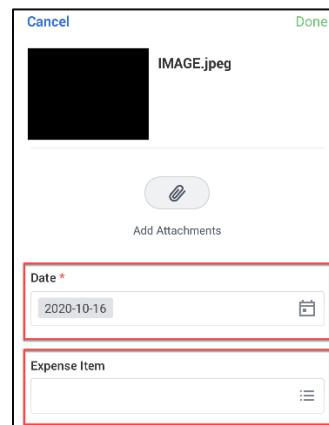 Cancel Done
IMAGE.jpeg
Add Attachments
Date *
2020-10-16
Expense Item